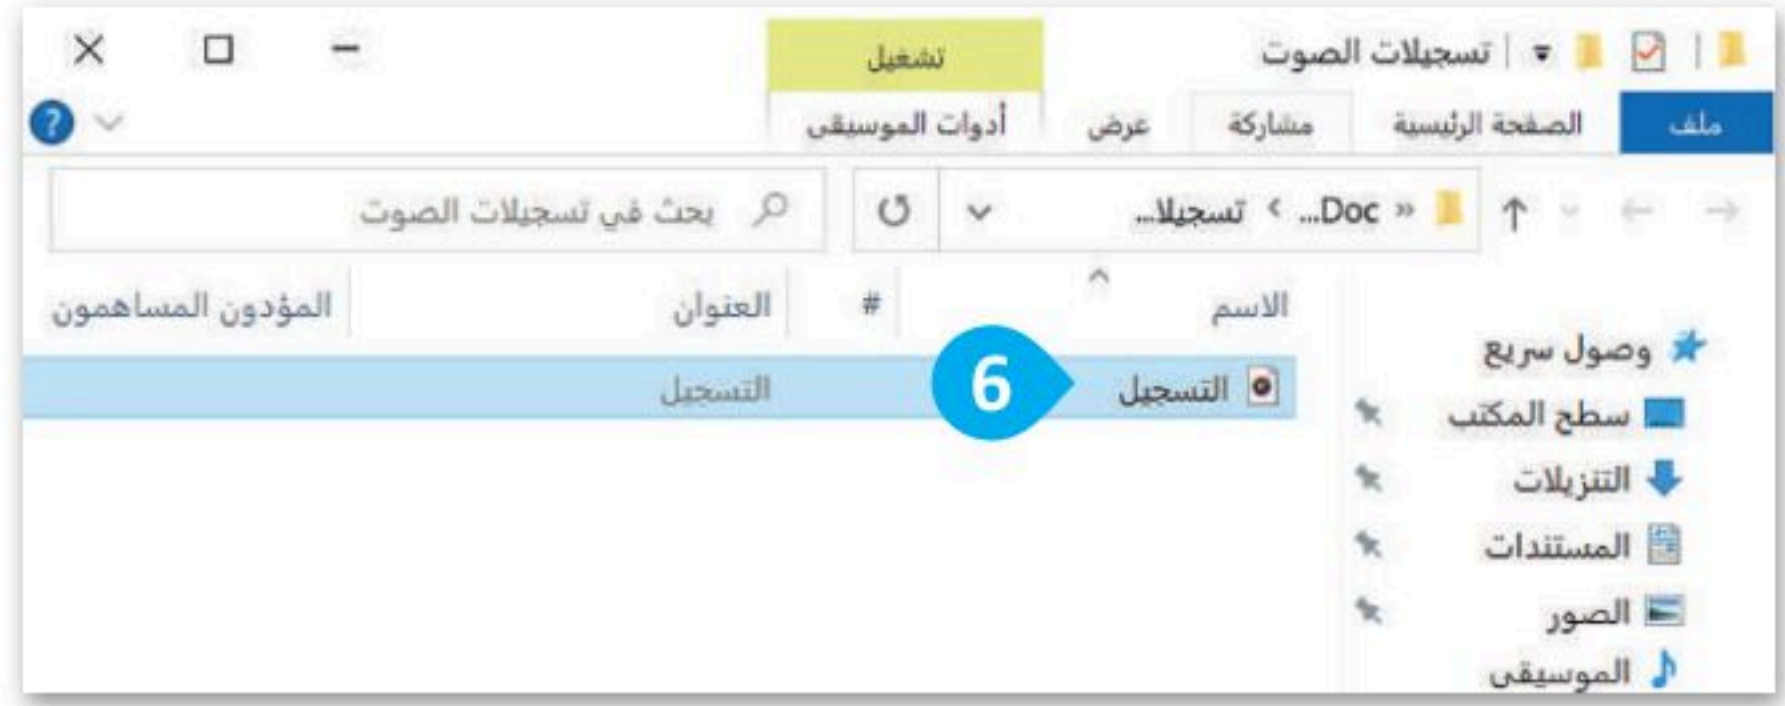 تسجيلات الصوت
تشغيل
ملف
الصفحة الرئيسية
مشاركة
عرض
أدوات الموسيقى
?
« Doc... › تسجيلا...
بحث في تسجيلات الصوت
الاسم
#
العنوان
المؤدون المساهمون
التسجيل
6
التسجيل
وصول سريع
سطح المكتب
التنزيلات
المستندات
الصور
الموسيقى